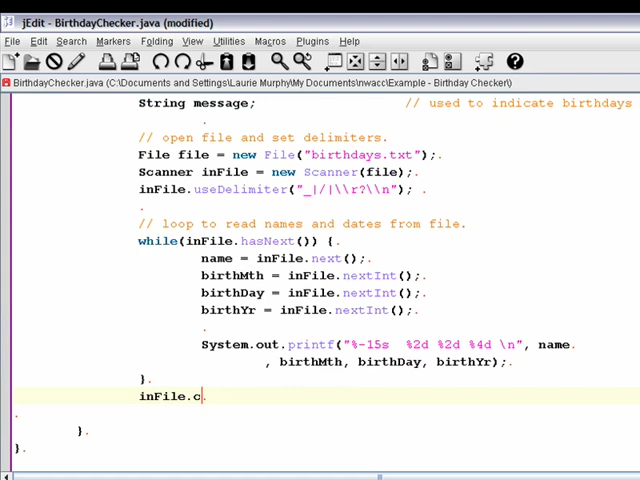 jEdit - BirthdayChecker.java (modified)
File Edit Search Markers Folding View Utilities Macros Plugins Help
BirthdayChecker.java (C:\Documents and Settings\Laurie Murphy\My Documents\nwacc\Example - Birthday Checker\)
String message; // used to indicate birthdays
.
// open file and set delimiters.
File file = new File("birthdays.txt");.
Scanner inFile = new Scanner(file);.
inFile.useDelimiter("_|/|\\r?\\n"); .
.
// loop to read names and dates from file.
while(inFile.hasNext()) {.
name = inFile.next();.
birthMth = inFile.nextInt();.
birthDay = inFile.nextInt();.
birthYr = inFile.nextInt();.
.
System.out.printf("%-15s  %2d %2d %4d \n", name.
, birthMth, birthDay, birthYr);.
}.
inFile.c.
.
}.
}.